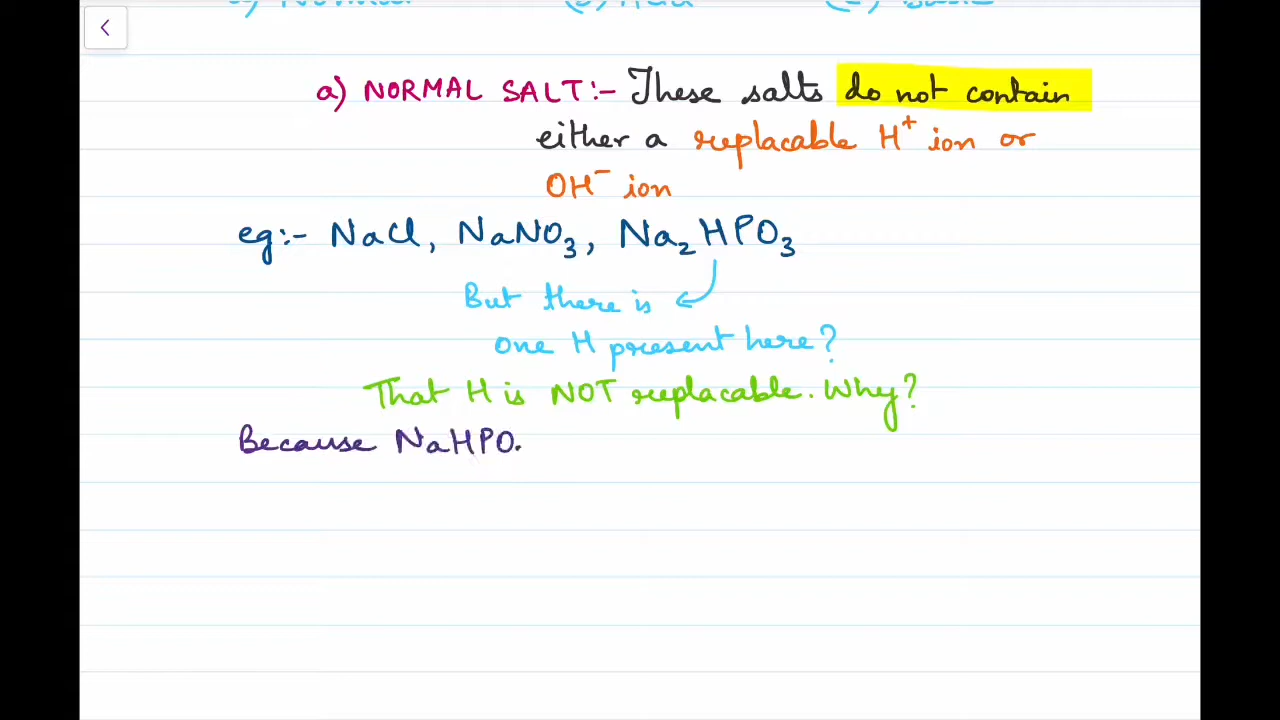 a) NORMAL SALT:- These salts do not contain
either a replacable H⁺ ion or
OH⁻ ion
eg:- NaCl, NaNO₃, Na₂HPO₃
But there is
one H present here?
That H is NOT replacable. Why?
Because NaHPO.